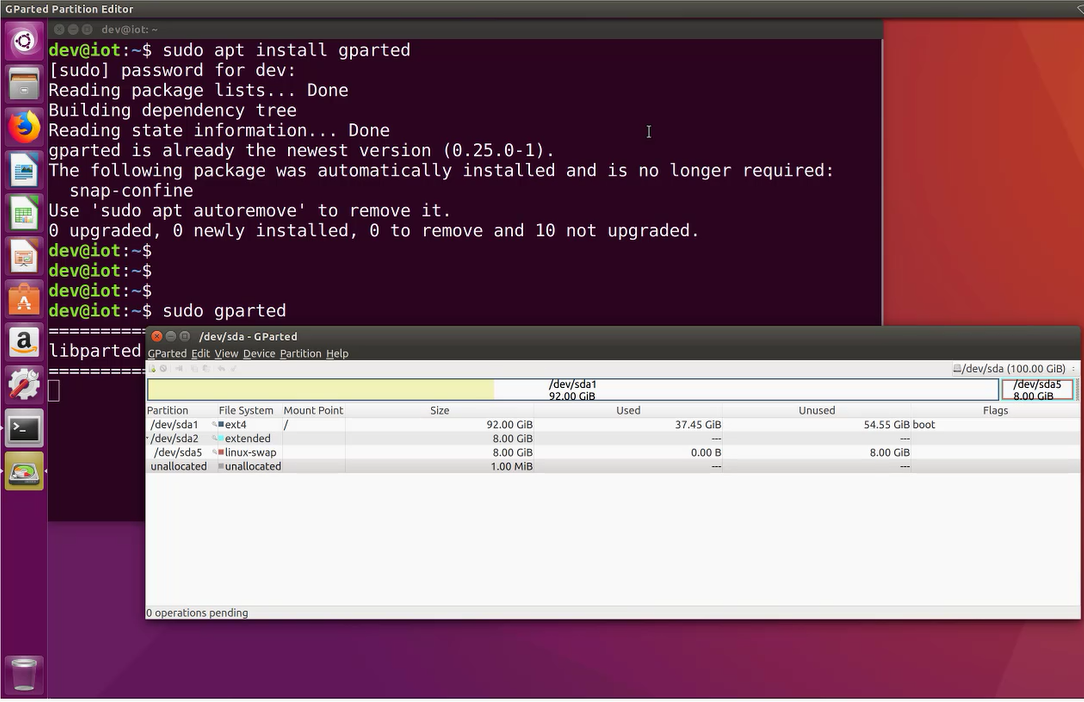 GParted Partition Editor
dev@iot: ~
dev@iot:~$ sudo apt install gparted
[sudo] password for dev:
Reading package lists... Done
Building dependency tree
Reading state information... Done
gparted is already the newest version (0.25.0-1).
The following package was automatically installed and is no longer required:
snap-confine
Use 'sudo apt autoremove' to remove it.
0 upgraded, 0 newly installed, 0 to remove and 10 not upgraded.
dev@iot:~$
dev@iot:~$
dev@iot:~$
dev@iot:~$ sudo gparted
==========
libparted
==========
/dev/sda - GParted
GParted Edit View Device Partition Help
/dev/sda (100.00 GiB)
/dev/sda1
92.00 GiB
/dev/sda5
8.00 GiB
Partition File System Mount Point Size Used Unused Flags
/dev/sda1 ext4 / 92.00 GiB 37.45 GiB 54.55 GiB boot
/dev/sda2 extended 8.00 GiB --- ---
/dev/sda5 linux-swap 8.00 GiB 0.00 B 8.00 GiB
unallocated unallocated 1.00 MiB --- ---
0 operations pending